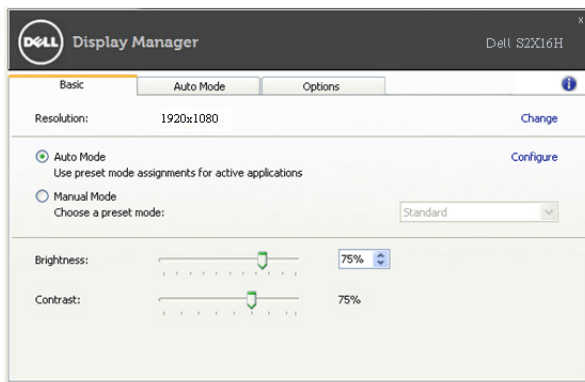 x
DELL Display Manager Dell S2X16H
Basic Auto Mode Options i
Resolution: 1920x1080 Change
Auto Mode Configure
Use preset mode assignments for active applications
Manual Mode
Choose a preset mode: Standard
Brightness: 75%
Contrast: 75%